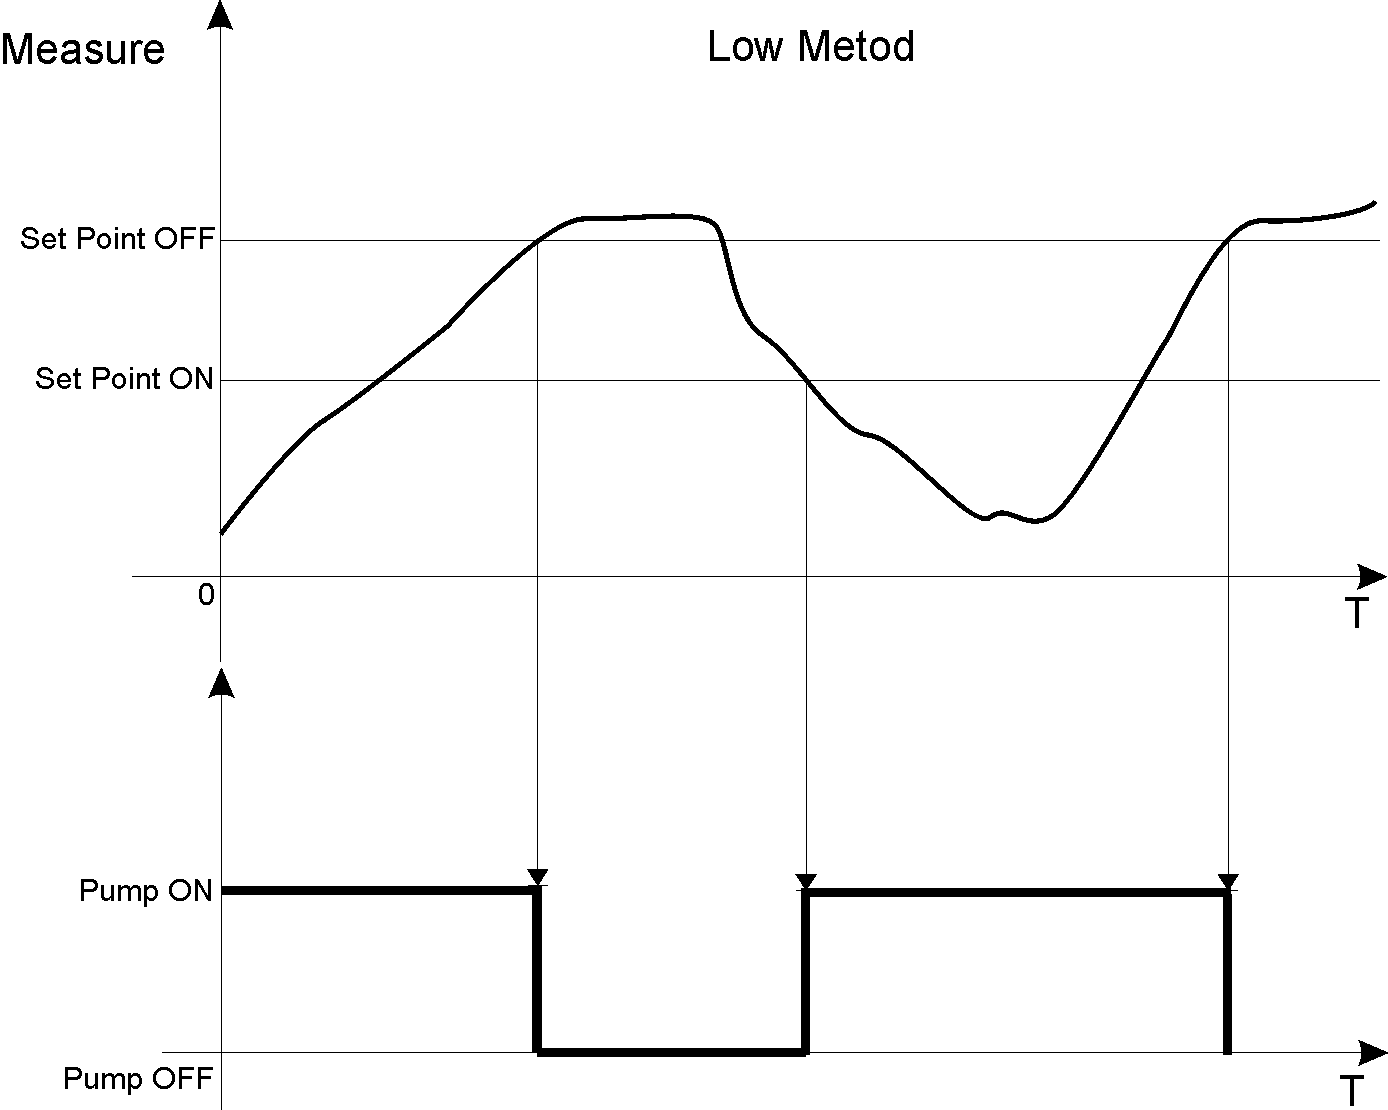 Measure
Low Metod
Set Point OFF
Set Point ON
0
T
Pump ON
Pump OFF
T